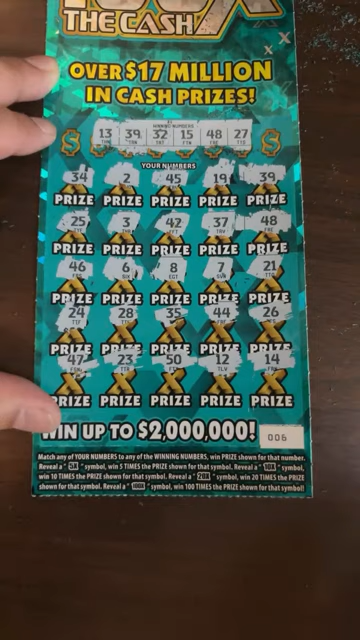 THE CASH
OVER $17 MILLION
IN CASH PRIZES!
WINNING NUMBERS
13 39 32 15 48 27
YOUR NUMBERS
34 2 45 19 39
PRIZE PRIZE PRIZE PRIZE PRIZE
25 3 42 37 48
PRIZE PRIZE PRIZE PRIZE PRIZE
46 6 8 7 21
PRIZE PRIZE PRIZE PRIZE PRIZE
24 28 35 44 26
PRIZE PRIZE PRIZE PRIZE PRIZE
47 23 50 12 14
PRIZE PRIZE PRIZE PRIZE PRIZE
WIN UP TO $2,000,000!
006
Match any of YOUR NUMBERS to any of the WINNING NUMBERS, win PRIZE shown for that number.
Reveal a "5X" symbol, win 5 TIMES the PRIZE shown for that symbol. Reveal a "10X" symbol,
win 10 TIMES the PRIZE shown for that symbol. Reveal a "20X" symbol, win 20 TIMES the PRIZE
shown for that symbol. Reveal a "100X" symbol, win 100 TIMES the PRIZE shown for that symbol!